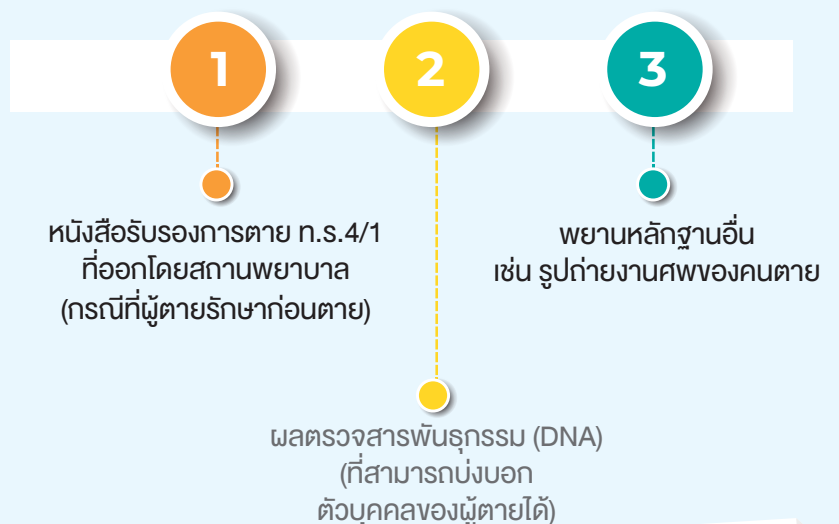 1
2
3
หนังสือรับรองการตาย ท.ร.4/1
ที่ออกโดยสถานพยาบาล
(กรณีที่ผู้ตายรักษาก่อนตาย)
ผลตรวจสารพันธุกรรม (DNA)
(ที่สามารถบ่งบอก
ตัวบุคคลของผู้ตายได้)
พยานหลักฐานอื่น
เช่น รูปถ่ายงานศพของคนตาย